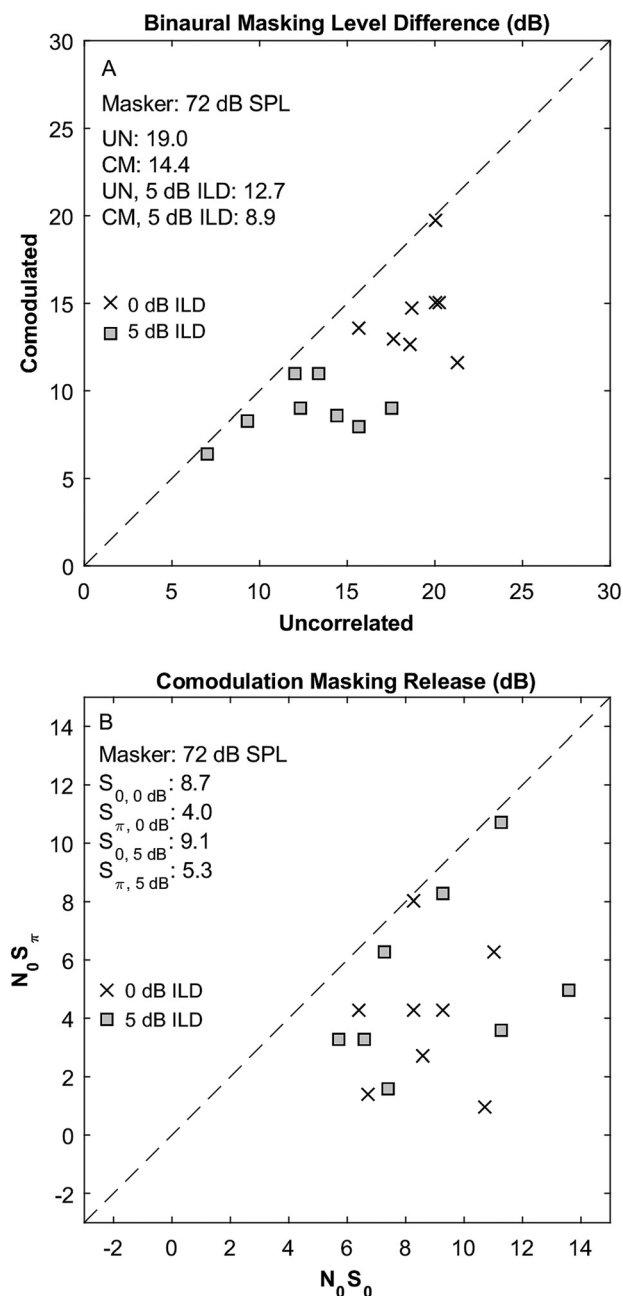 Binaural Masking Level Difference (dB)
30
A
Masker: 72 dB SPL
25
UN: 19.0
CM: 14.4
UN, 5 dB ILD: 12.7
CM, 5 dB ILD: 8.9
20
15
0 dB ILD
5 dB ILD
Comodulated
10
5
0
0 5 10 15 20 25 30
Uncorrelated
Comodulation Masking Release (dB)
14
B
Masker: 72 dB SPL
12
S0, 0 dB: 8.7
Sπ, 0 dB: 4.0
10
S0, 5 dB: 9.1
Sπ, 5 dB: 5.3
8
6
N0Sπ
0 dB ILD
5 dB ILD
4
2
0
-2
-2 0 2 4 6 8 10 12 14
N0S0